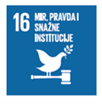 16 MIR, PRAVDA I
SNAŽNE
INSTITUCIJE